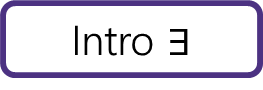 Intro ∃